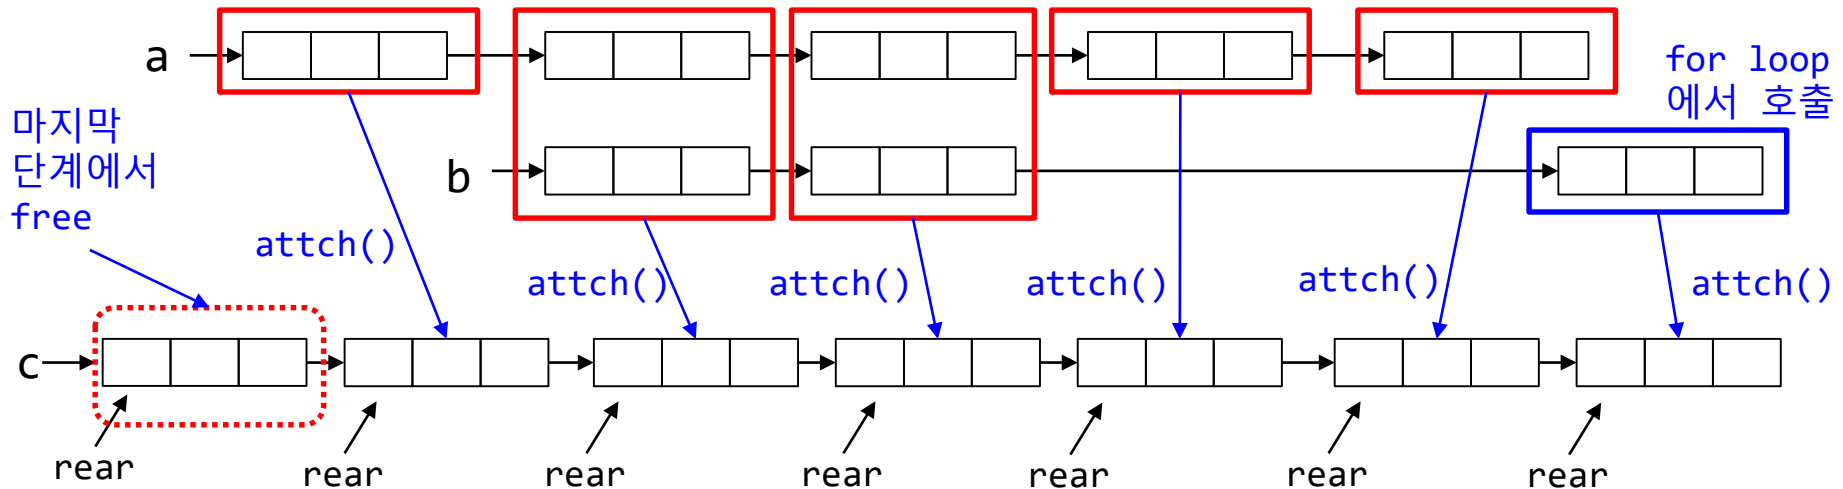 a
for loop
에서 호출
마지막
단계에서
free
b
attch()
attch()
attch()
attch()
attch()
attch()
c
rear
rear
rear
rear
rear
rear
rear